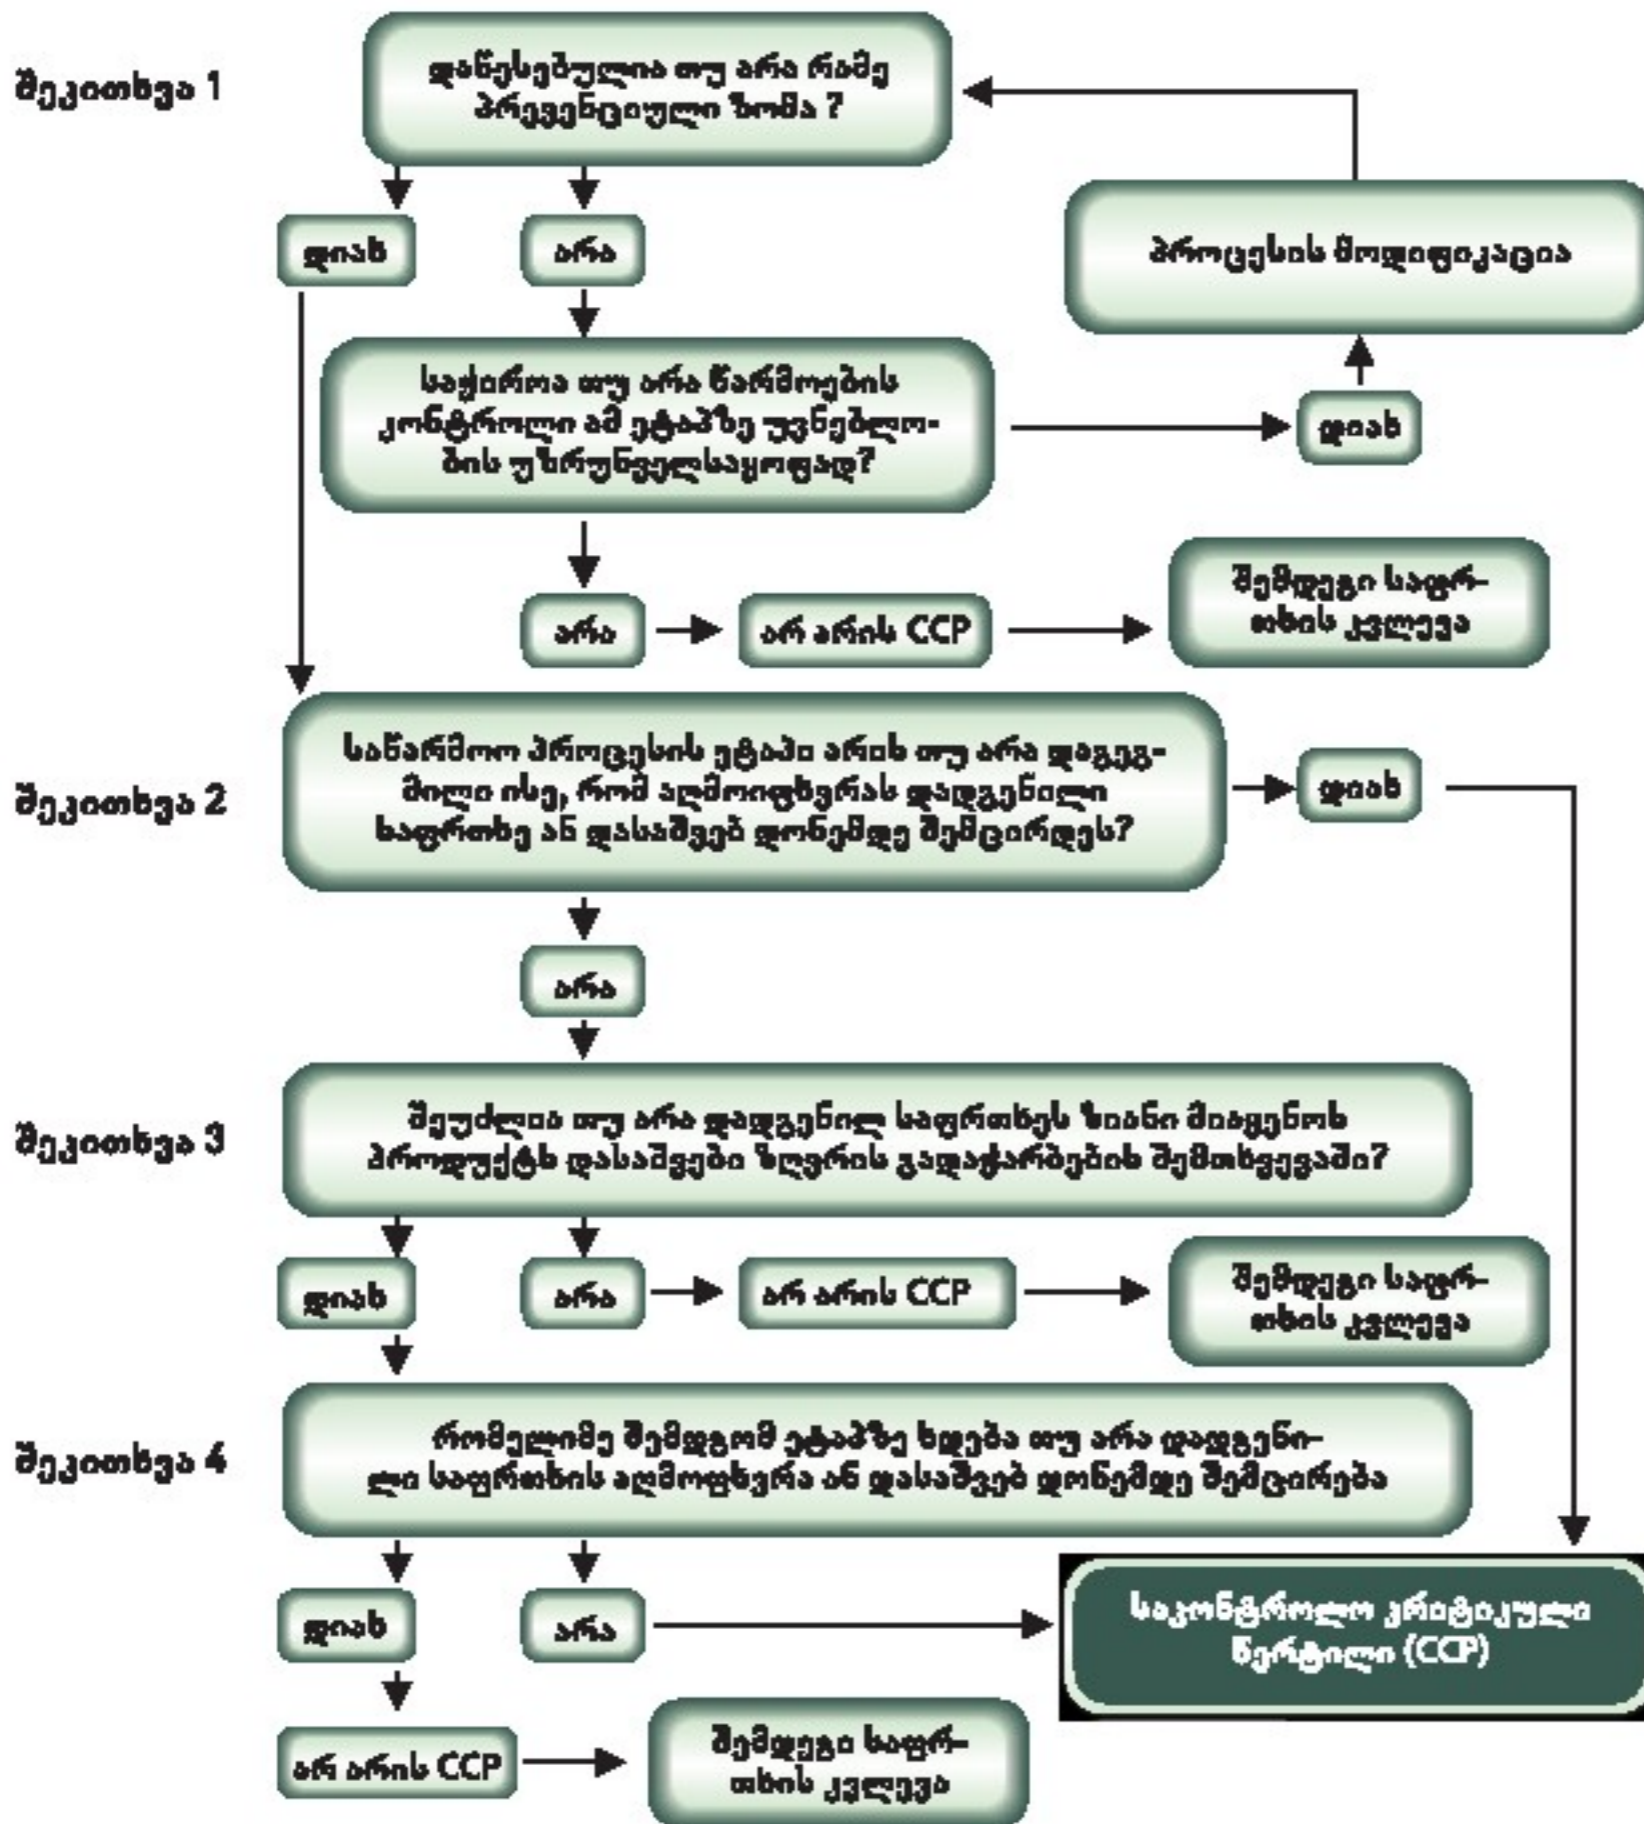 შეკითხვა 1
დაწესებულია თუ არა რამე
პრევენციული ზომა ?
დიახ
არა
პროცესის მოდიფიკაცია
საჭიროა თუ არა წარმოების
კონტროლი ამ ეტაპზე უვნებლო-
ბის უზრუნველსაყოფად?
დიახ
არა
არ არის CCP
შემდეგი საფრ-
თხის კვლევა
შეკითხვა 2
საწარმოო პროცესის ეტაპი არის თუ არა დაგეგ-
მილი ისე, რომ აღმოიფხვრას დადგენილი
საფრთხე ან დასაშვებ დონემდე შემცირდეს?
დიახ
არა
შეკითხვა 3
შეუძლია თუ არა დადგენილ საფრთხეს ზიანი მიაყენოს
პროდუქტს დასაშვები ზღვრის გადაჭარბების შემთხვევაში?
დიახ
არა
არ არის CCP
შემდეგი საფრ-
თხის კვლევა
შეკითხვა 4
რომელიმე შემდგომ ეტაპზე ხდება თუ არა დადგენი-
ლი საფრთხის აღმოფხვრა ან დასაშვებ დონემდე შემცირება
დიახ
არა
საკონტროლო კრიტიკული
წერტილი (CCP)
არ არის CCP
შემდეგი საფრ-
თხის კვლევა